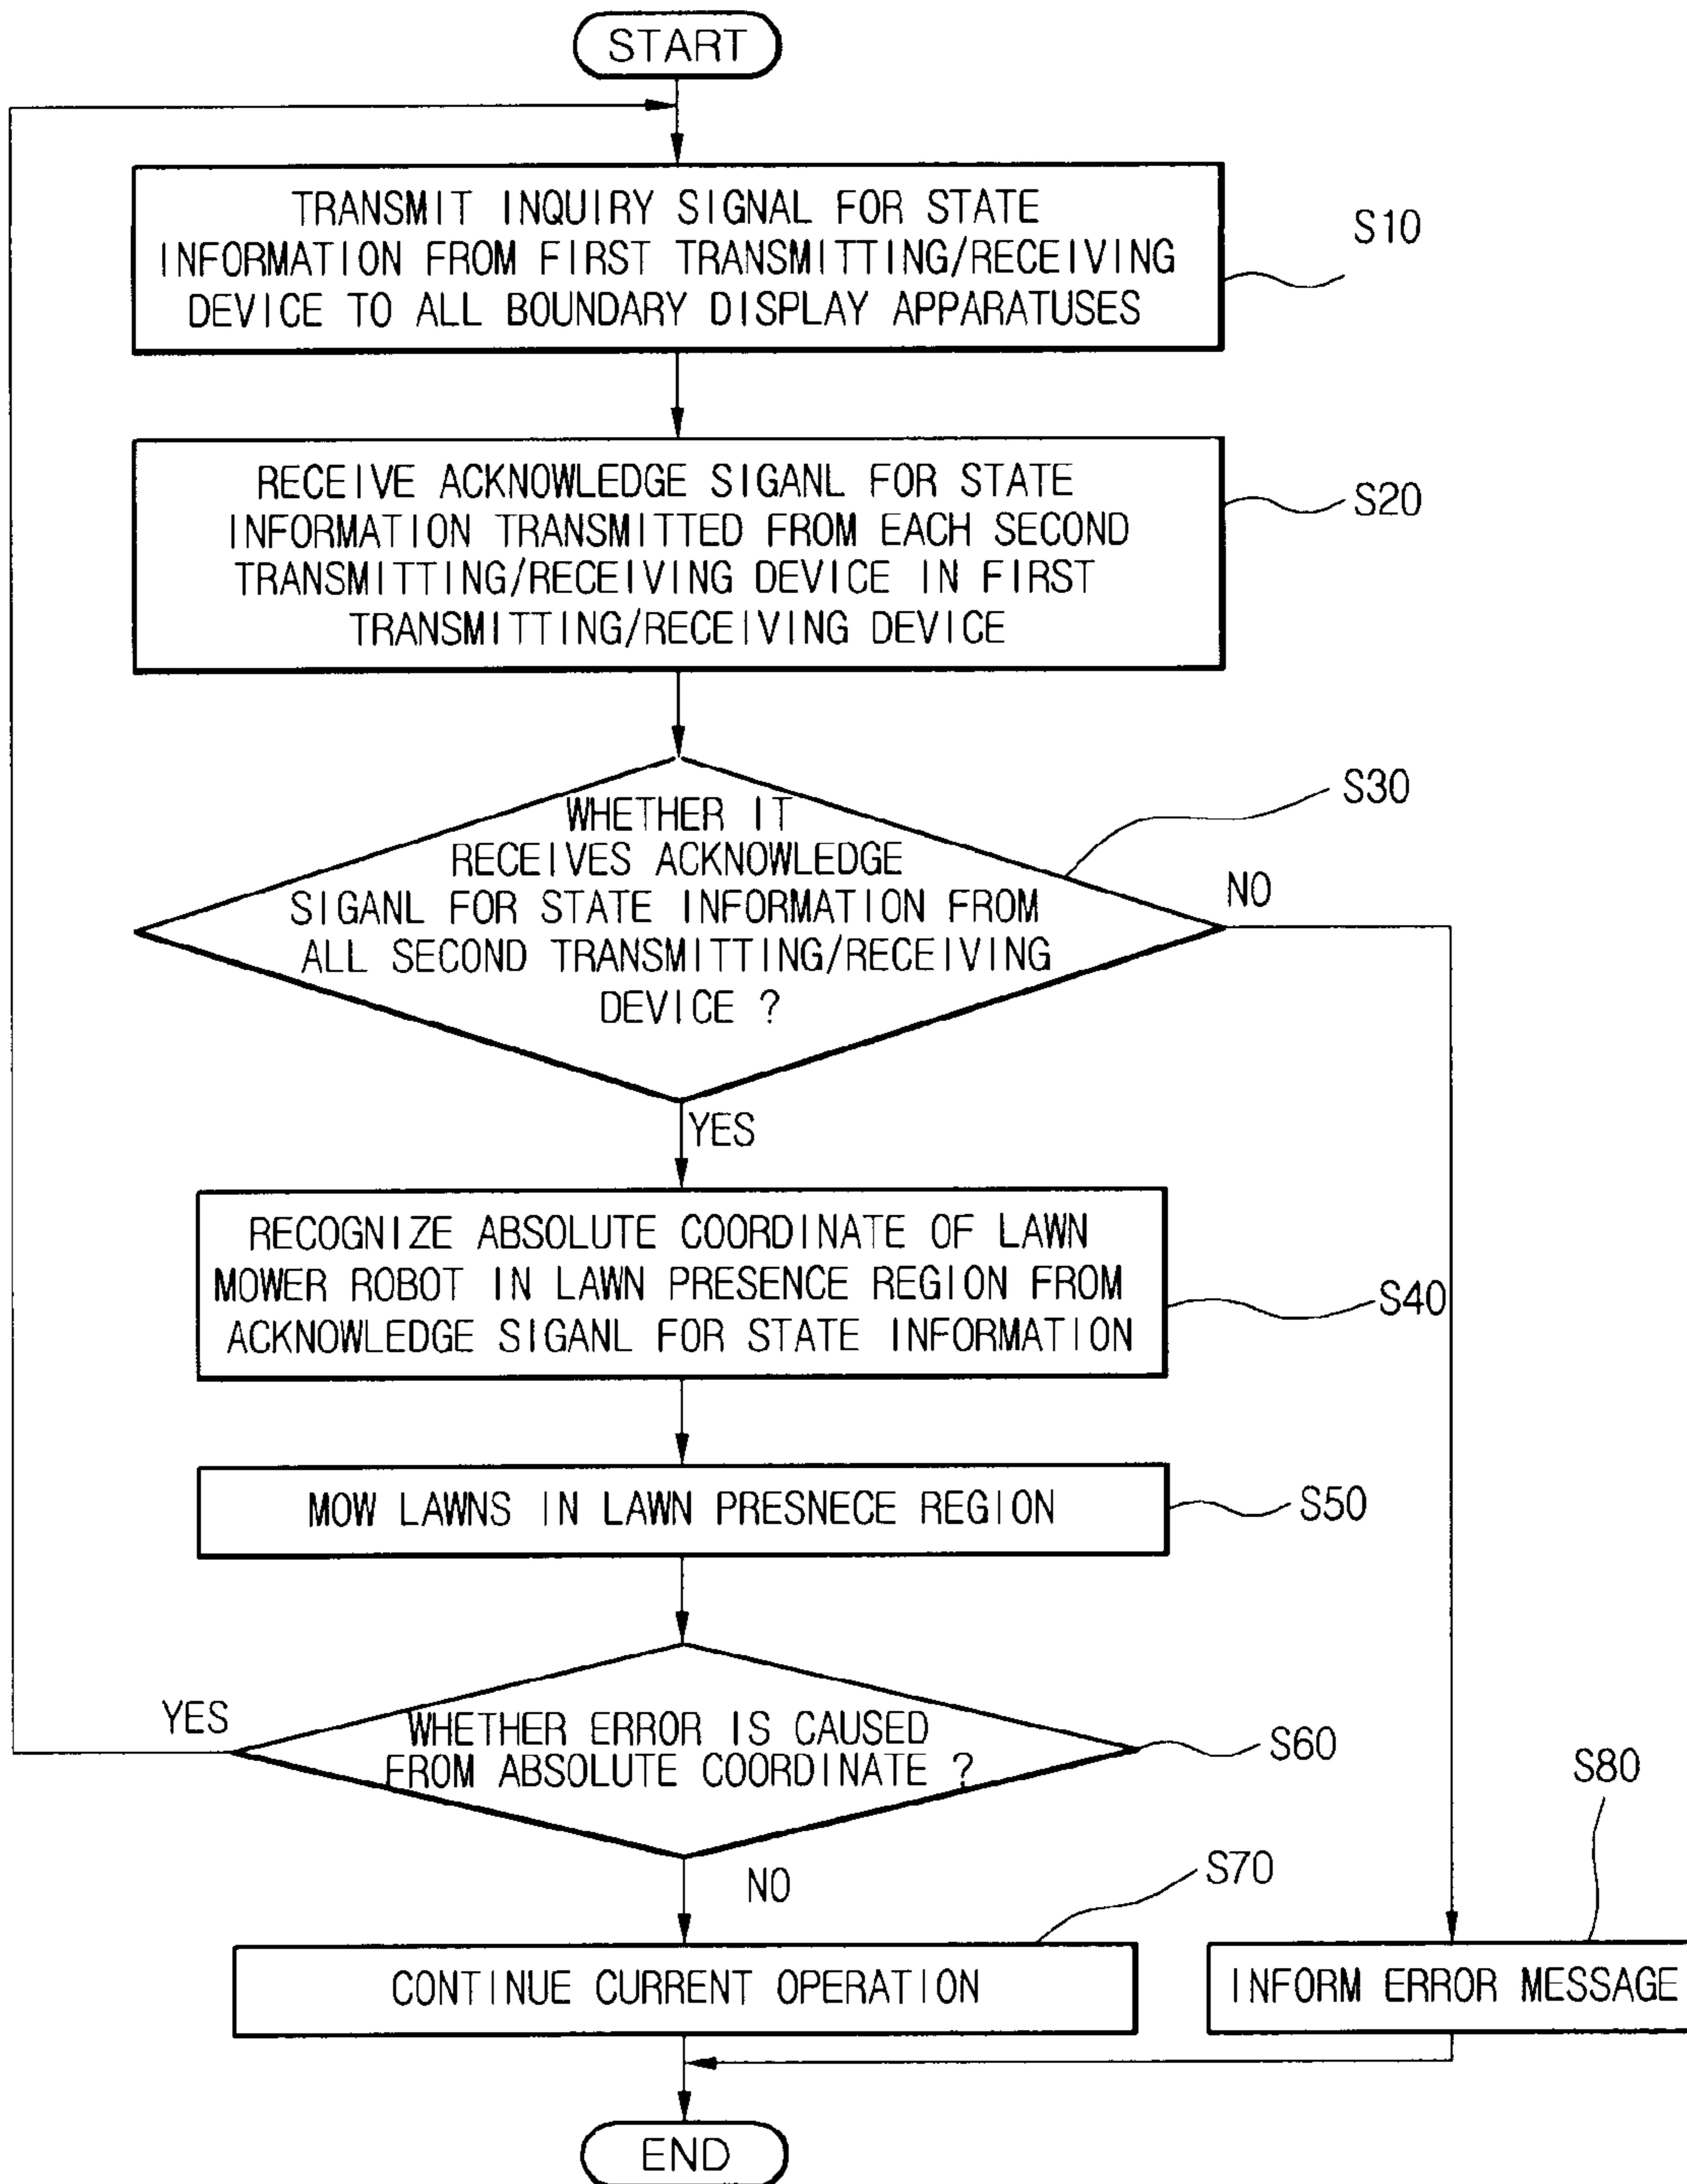 START
TRANSMIT INQUIRY SIGNAL FOR STATE
INFORMATION FROM FIRST TRANSMITTING/RECEIVING
DEVICE TO ALL BOUNDARY DISPLAY APPARATUSES
S10
RECEIVE ACKNOWLEDGE SIGANL FOR STATE
INFORMATION TRANSMITTED FROM EACH SECOND
TRANSMITTING/RECEIVING DEVICE IN FIRST
TRANSMITTING/RECEIVING DEVICE
S20
WHETHER IT
RECEIVES ACKNOWLEDGE
SIGANL FOR STATE INFORMATION FROM
ALL SECOND TRANSMITTING/RECEIVING
DEVICE ?
S30
NO
YES
RECOGNIZE ABSOLUTE COORDINATE OF LAWN
MOWER ROBOT IN LAWN PRESENCE REGION FROM
ACKNOWLEDGE SIGANL FOR STATE INFORMATION
S40
MOW LAWNS IN LAWN PRESNECE REGION
S50
YES
WHETHER ERROR IS CAUSED
FROM ABSOLUTE COORDINATE ?
S60
NO
S70
S80
CONTINUE CURRENT OPERATION
INFORM ERROR MESSAGE
END